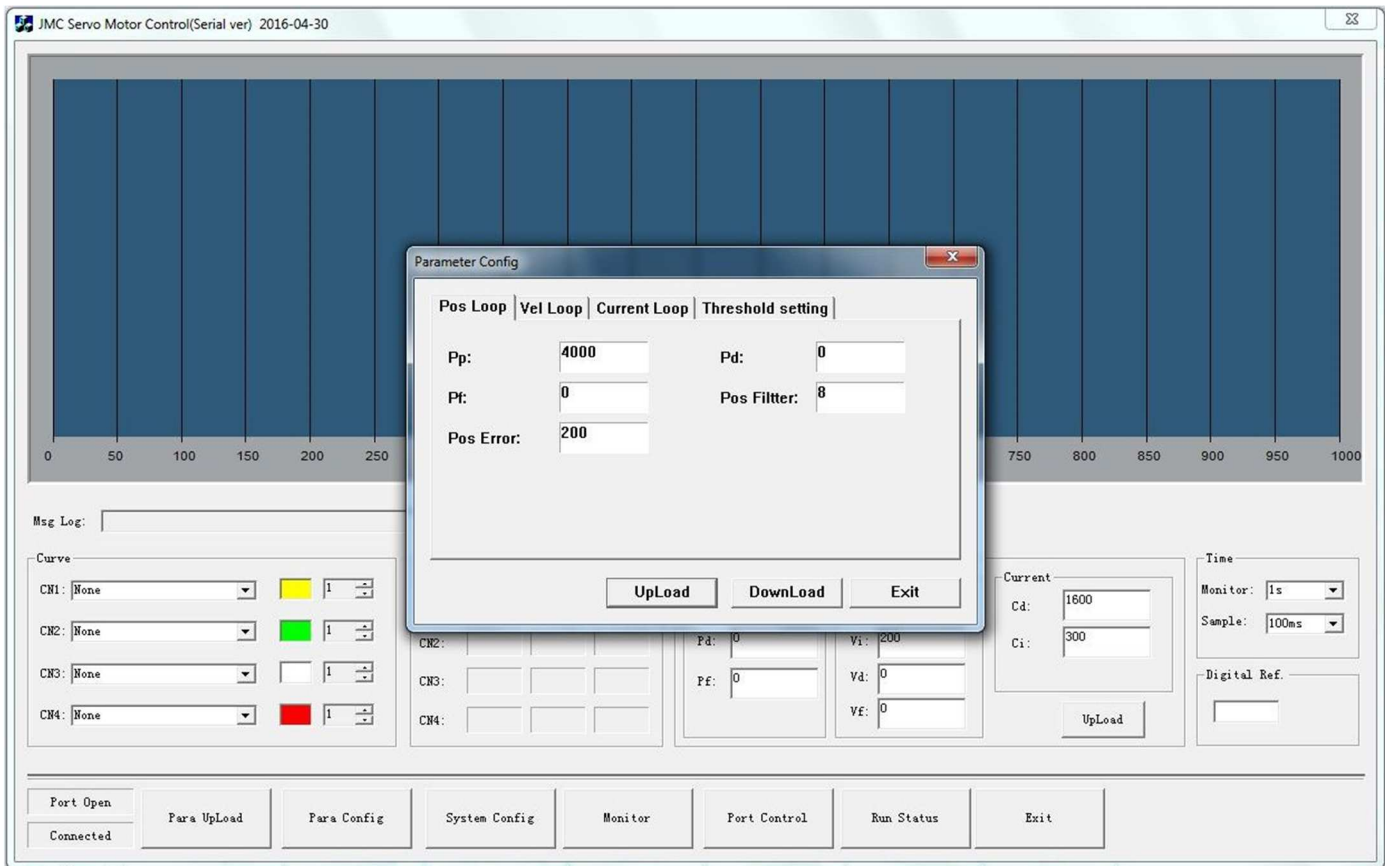 JMC Servo Motor Control(Serial ver) 2016-04-30
Parameter Config
Pos Loop Vel Loop Current Loop Threshold setting
Pp: 4000 Pd: 0
Pf: 0 Pos Filtter: 8
Pos Error: 200
UpLoad DownLoad Exit
0 50 100 150 200 250 750 800 850 900 950 1000
Msg Log:
Curve
CN1: None 1
CN2: None 1
CN3: None 1
CN4: None 1
CN2:
CN3:
CN4:
Pd: 0
Pf: 0
Vi: 200
Vd: 0
Vf: 0
Current
Cd: 1600
Ci: 300
UpLoad
Time
Monitor: 1s
Sample: 100ms
Digital Ref.
Port Open
Connected
Para UpLoad Para Config System Config Monitor Port Control Run Status Exit